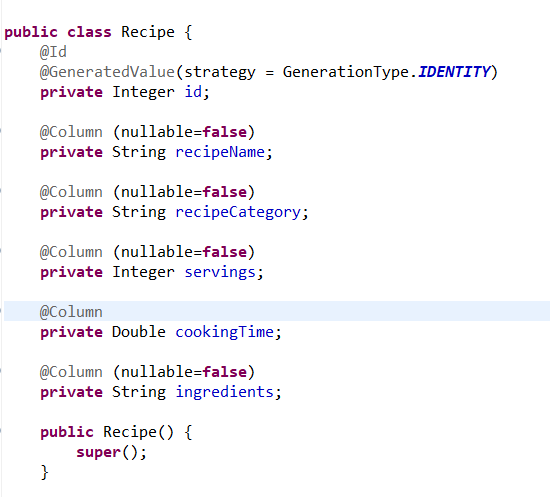 public class Recipe {
@Id
@GeneratedValue(strategy = GenerationType.IDENTITY)
private Integer id;
@Column (nullable=false)
private String recipeName;
@Column (nullable=false)
private String recipeCategory;
@Column (nullable=false)
private Integer servings;
@Column
private Double cookingTime;
@Column (nullable=false)
private String ingredients;
public Recipe() {
super();
}